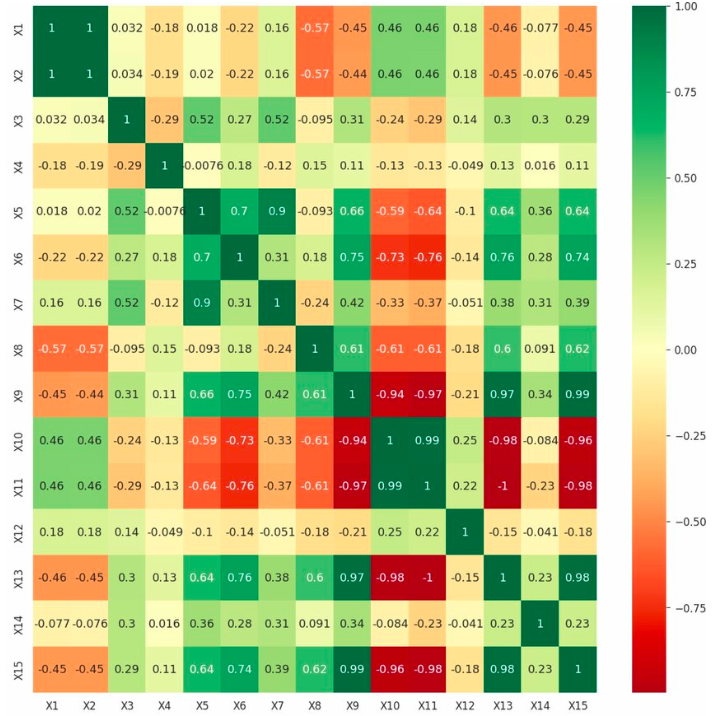 X1 1 1 0.032 -0.18 0.018 -0.22 0.16 -0.57 -0.45 0.46 0.46 0.18 -0.46 -0.077 -0.45
X2 1 1 0.034 -0.19 0.02 -0.22 0.16 -0.57 -0.44 0.46 0.46 0.18 -0.45 -0.076 -0.45
X3 0.032 0.034 1 -0.29 0.52 0.27 0.52 -0.095 0.31 -0.24 -0.29 0.14 0.3 0.3 0.29
X4 -0.18 -0.19 -0.29 1 -0.0076 0.18 -0.12 0.15 0.11 -0.13 -0.13 -0.049 0.13 0.016 0.11
X5 0.018 0.02 0.52 -0.0076 1 0.7 0.9 -0.093 0.66 -0.59 -0.64 -0.1 0.64 0.36 0.64
X6 -0.22 -0.22 0.27 0.18 0.7 1 0.31 0.18 0.75 -0.73 -0.76 -0.14 0.76 0.28 0.74
X7 0.16 0.16 0.52 -0.12 0.9 0.31 1 -0.24 0.42 -0.33 -0.37 -0.051 0.38 0.31 0.39
X8 -0.57 -0.57 -0.095 0.15 -0.093 0.18 -0.24 1 0.61 -0.61 -0.61 -0.18 0.6 0.091 0.62
X9 -0.45 -0.44 0.31 0.11 0.66 0.75 0.42 0.61 1 -0.94 -0.97 -0.21 0.97 0.34 0.99
X10 0.46 0.46 -0.24 -0.13 -0.59 -0.73 -0.33 -0.61 -0.94 1 0.99 0.25 -0.98 -0.084 -0.96
X11 0.46 0.46 -0.29 -0.13 -0.64 -0.76 -0.37 -0.61 -0.97 0.99 1 0.22 -1 -0.23 -0.98
X12 0.18 0.18 0.14 -0.049 -0.1 -0.14 -0.051 -0.18 -0.21 0.25 0.22 1 -0.15 -0.041 -0.18
X13 -0.46 -0.45 0.3 0.13 0.64 0.76 0.38 0.6 0.97 -0.98 -1 -0.15 1 0.23 0.98
X14 -0.077 -0.076 0.3 0.016 0.36 0.28 0.31 0.091 0.34 -0.084 -0.23 -0.041 0.23 1 0.23
X15 -0.45 -0.45 0.29 0.11 0.64 0.74 0.39 0.62 0.99 -0.96 -0.98 -0.18 0.98 0.23 1
X1 X2 X3 X4 X5 X6 X7 X8 X9 X10 X11 X12 X13 X14 X15
1.00
0.75
0.50
0.25
0.00
−0.25
−0.50
−0.75